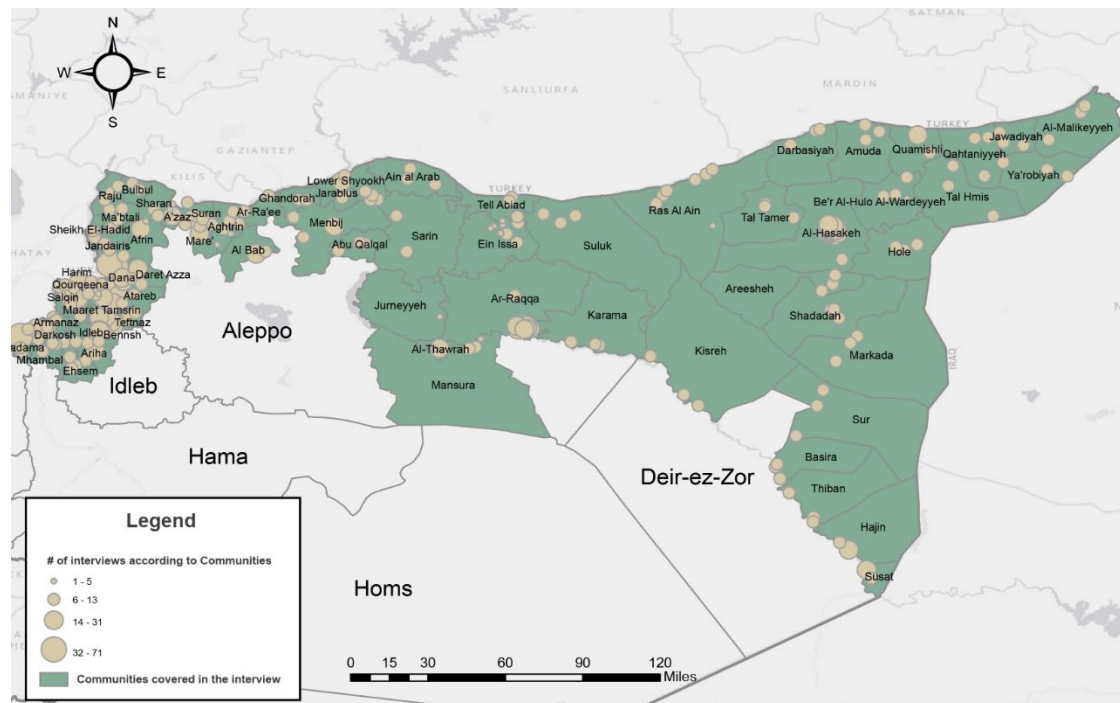 N
W E
S
BATMAN
SANLIURFA
MARDIN
GAZIANTEP
KILIS
HATAY
TURKEY
TURKEY
IRAQ
Raju
Bulbul
Sharan
Ma'btali
A'zaz
Suran
Ar-Ra'ee
Aghtrin
Sheikh El-Hadid
Afrin
Mare'
Jandairis
Al Bab
Harim
Dana
Daret Azza
Qourqeena
Salqin
Atareb
Maaret Tamsrin
Armanaz
Teftnaz
Darkosh
Idleb
Bennsh
adama
Mhambal
Ariha
Ehsem
Ghandorah
Lower Shyookh
Jarablus
Ain al Arab
Menbij
Abu Qalqal
Sarin
Tell Abiad
Ein Issa
Suluk
Ras Al Ain
Darbasiyah
Amuda
Quamishli
Qahtaniyyeh
Jawadiyah
Al-Malikeyyeh
Ya'robiyah
Tal Hmis
Be'r Al-Hulo Al-Wardeyyeh
Tal Tamer
Al-Hasakeh
Hole
Areesheh
Shadadah
Markada
Jurneyyeh
Ar-Raqqa
Karama
Kisreh
Al-Thawrah
Mansura
Sur
Basira
Thiban
Hajin
Susat
Idleb
Aleppo
Hama
Homs
Deir-ez-Zor
Legend
# of interviews according to Communities
1 - 5
6 - 13
14 - 31
32 - 71
Communities covered in the interview
0 15 30 60 90 120
Miles